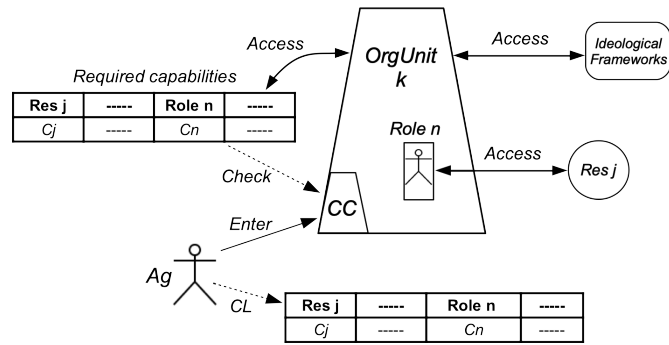 Access
OrgUnit
k
Access
Ideological
Frameworks
Required capabilities
Res j ----- Role n -----
Cj ----- Cn -----
Role n
Access
Res j
Check
CC
Enter
Ag
CL
Res j ----- Role n -----
Cj ----- Cn -----